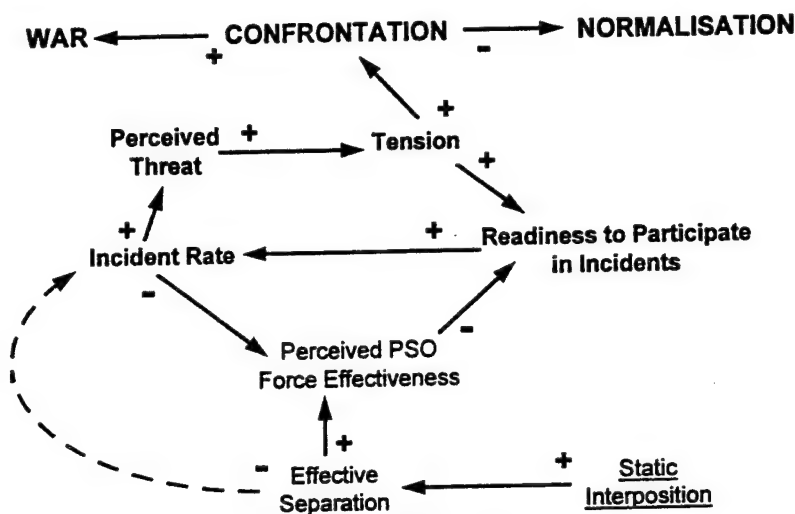 WAR
+
CONFRONTATION
-
NORMALISATION
+
Perceived
Threat
+
Tension
+
+
Incident Rate
+
Readiness to Participate
in Incidents
-
-
Perceived PSO
Force Effectiveness
+
-
Effective
Separation
+
Static
Interposition